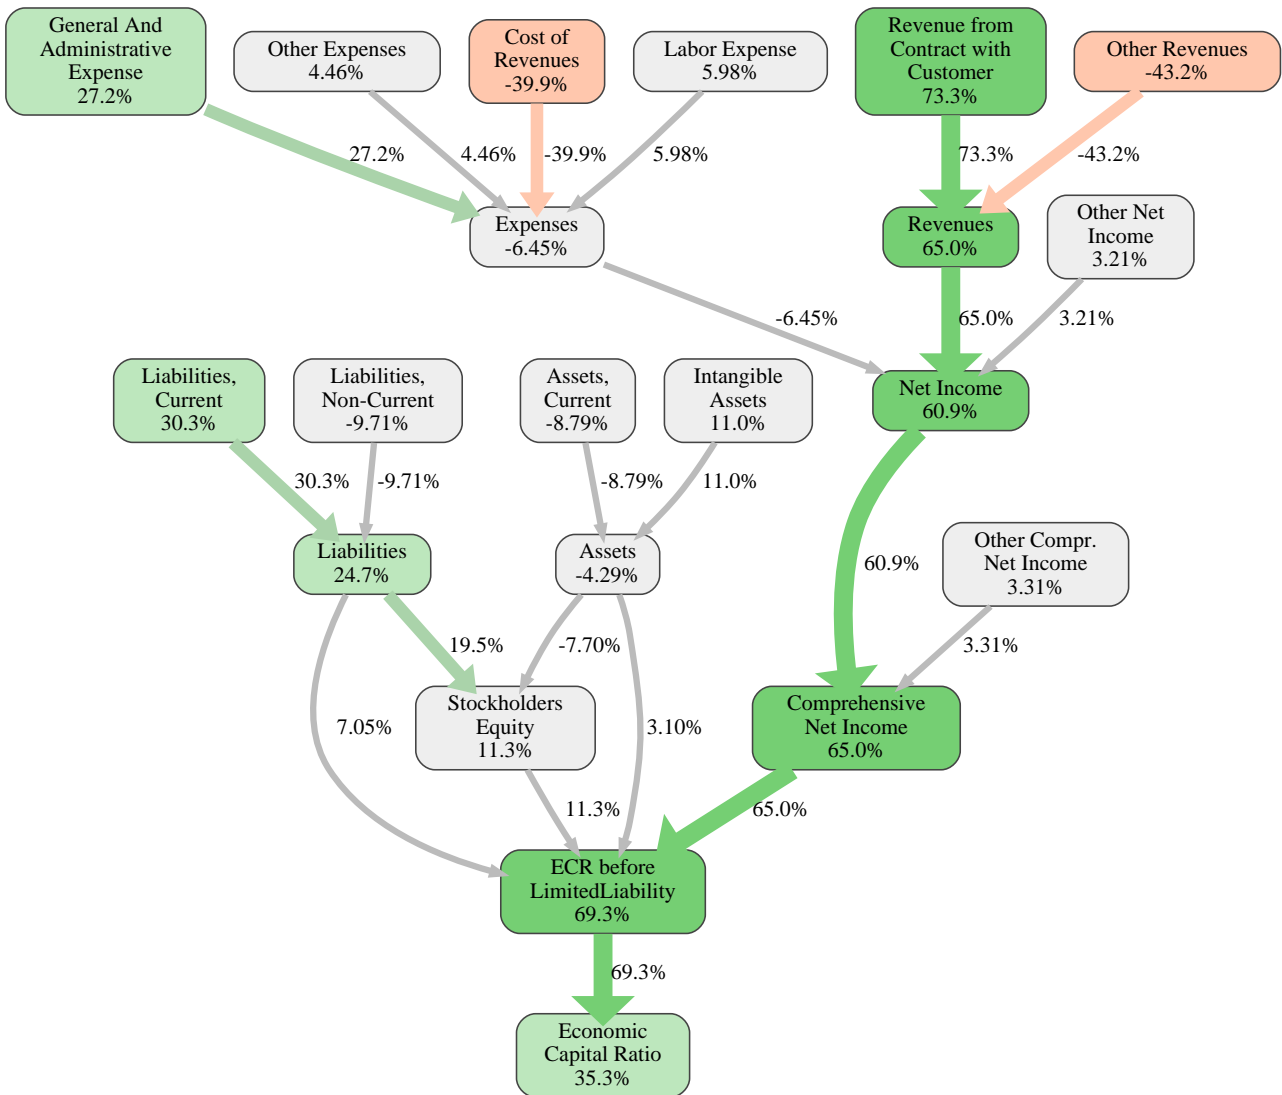 General And
Administrative
Expense
27.2%
Other Expenses
4.46%
Cost of
Revenues
-39.9%
Labor Expense
5.98%
Revenue from
Contract with
Customer
73.3%
Other Revenues
-43.2%
27.2%
4.46%
-39.9%
5.98%
73.3%
-43.2%
Expenses
-6.45%
Revenues
65.0%
Other Net
Income
3.21%
-6.45%
65.0%
3.21%
Liabilities,
Current
30.3%
Liabilities,
Non-Current
-9.71%
Assets,
Current
-8.79%
Intangible
Assets
11.0%
Net Income
60.9%
30.3%
-9.71%
-8.79%
11.0%
Liabilities
24.7%
Assets
-4.29%
60.9%
Other Compr.
Net Income
3.31%
19.5%
-7.70%
3.31%
7.05%
Stockholders
Equity
11.3%
3.10%
Comprehensive
Net Income
65.0%
11.3%
65.0%
ECR before
LimitedLiability
69.3%
69.3%
Economic
Capital Ratio
35.3%